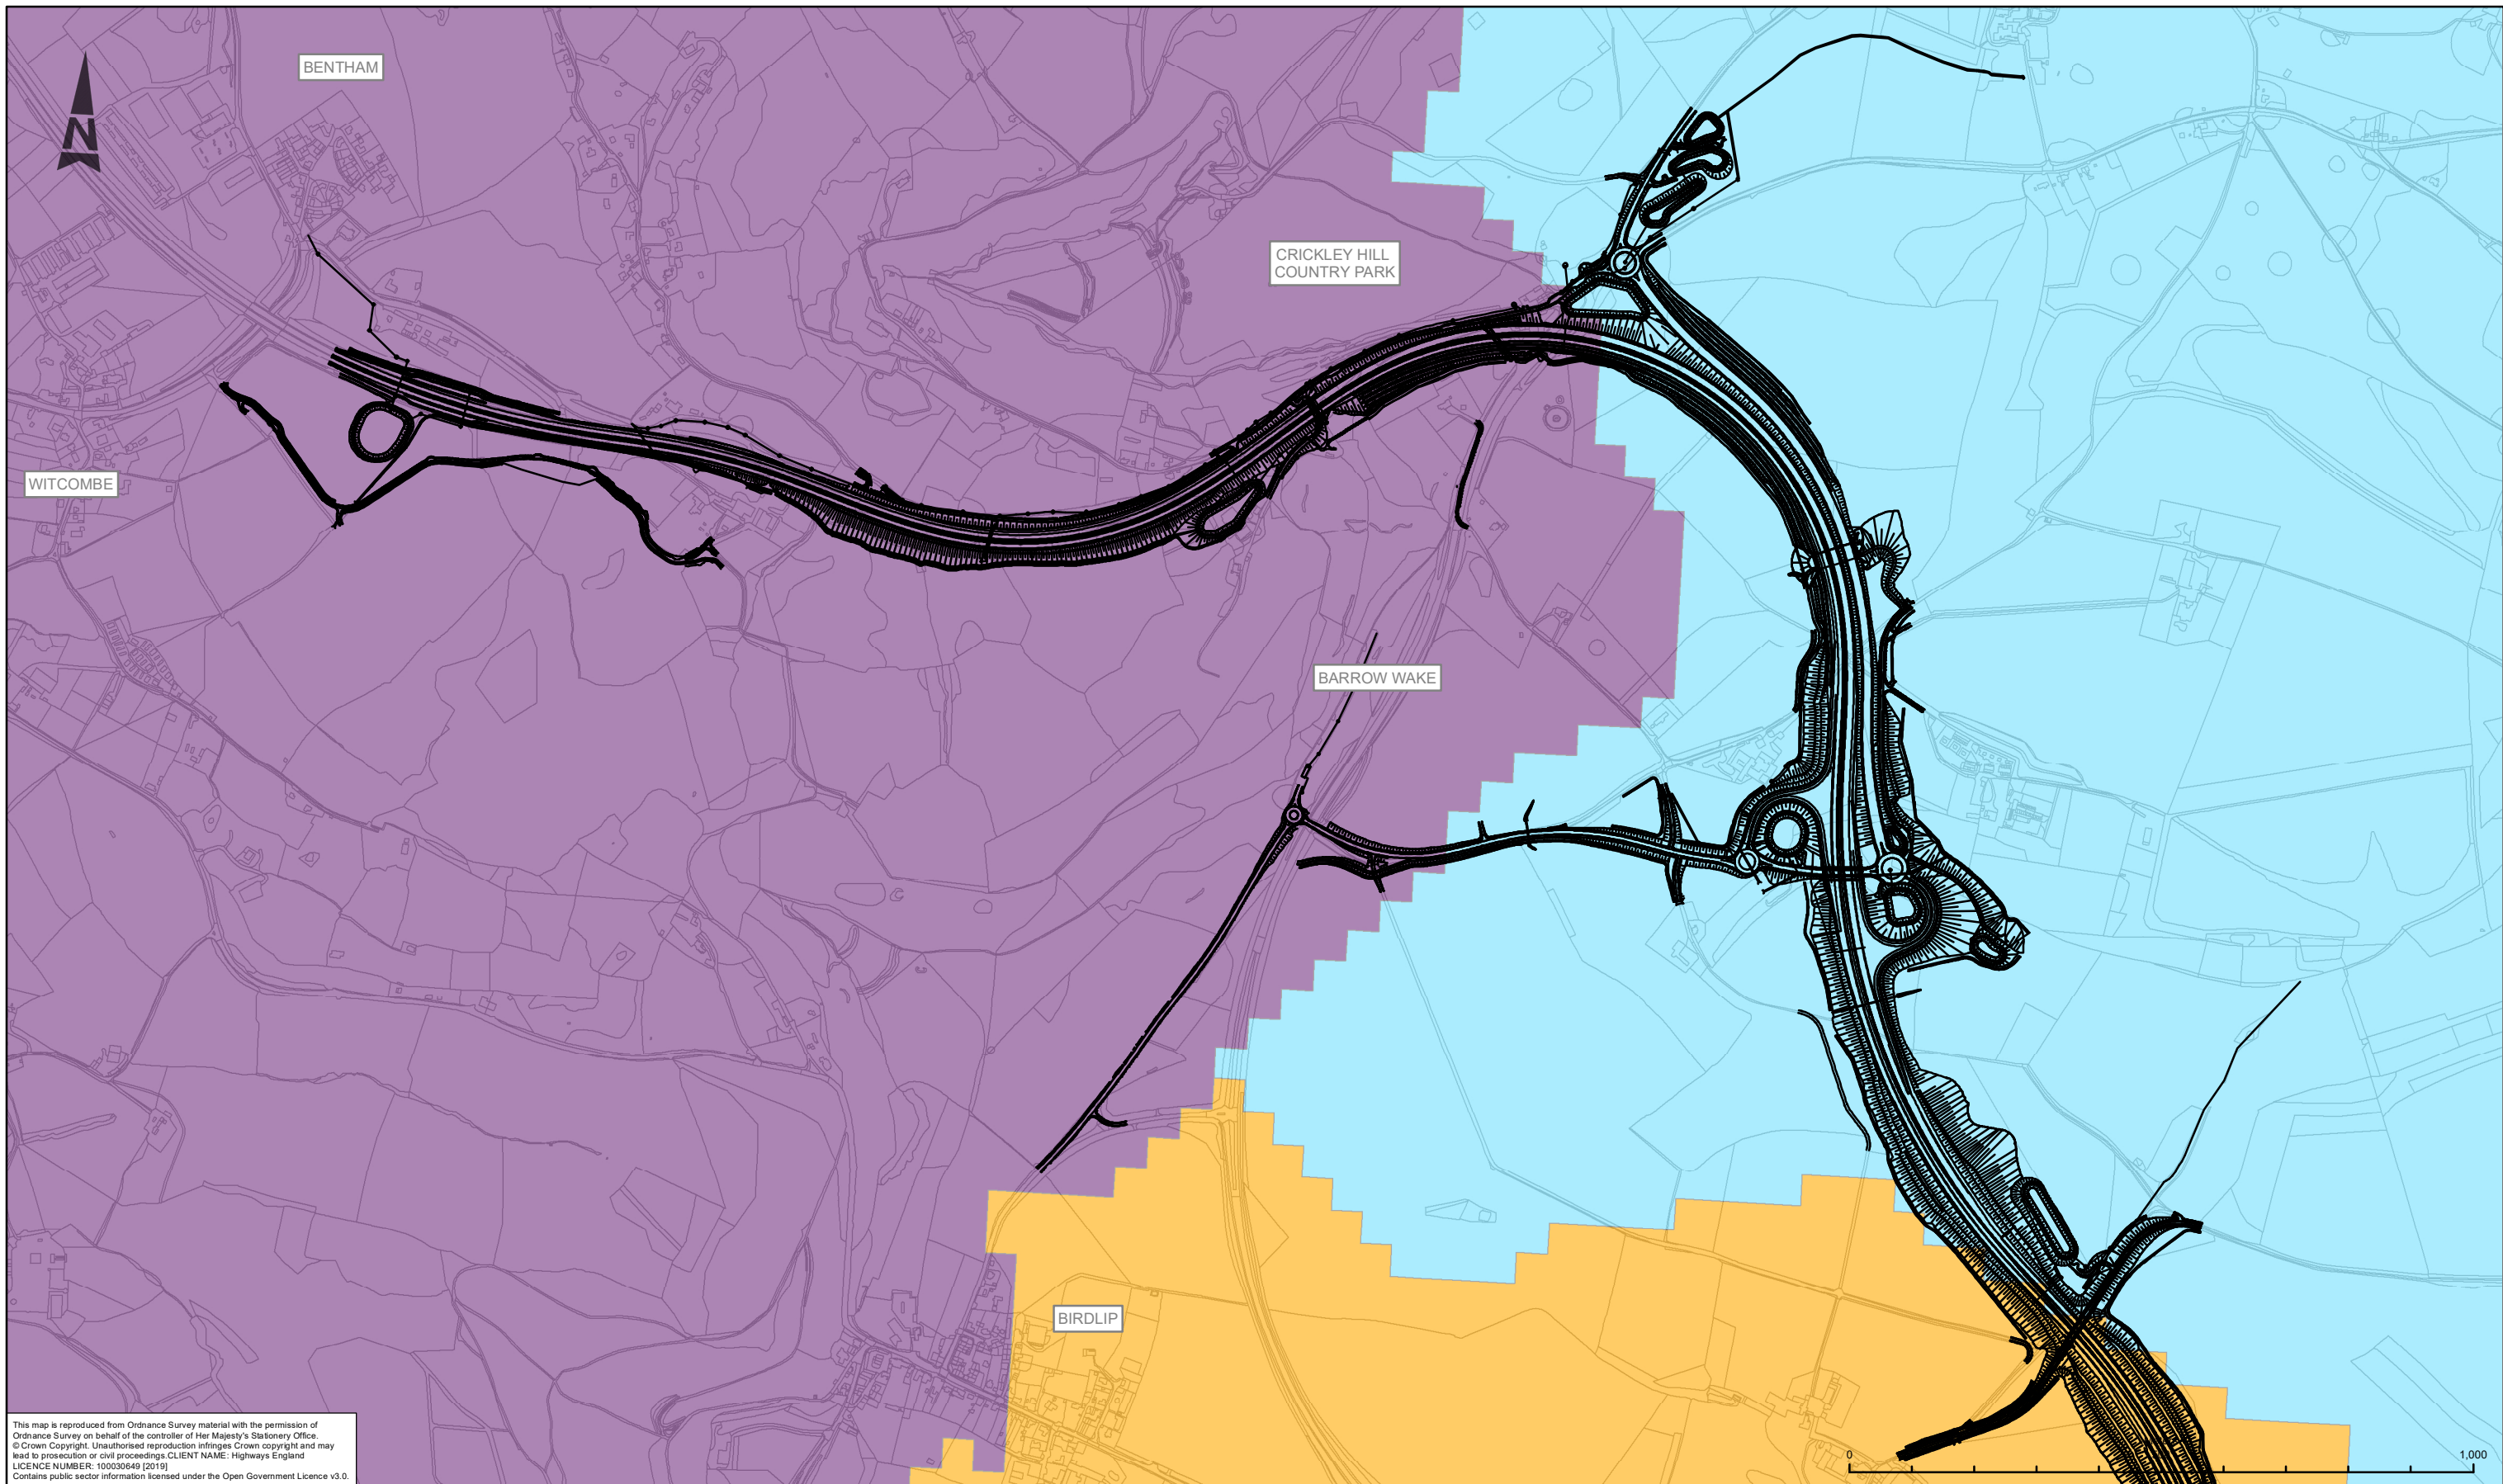 BENTHAM
N
CRICKLEY HILL
COUNTRY PARK
WITCOMBE
BARROW WAKE
BIRDLIP
This map is reproduced from Ordnance Survey material with the permission of
Ordnance Survey on behalf of the controller of Her Majesty's Stationery Office.
© Crown Copyright. Unauthorised reproduction infringes Crown copyright and may
lead to prosecution or civil proceedings.CLIENT NAME: Highways England
LICENCE NUMBER: 100030649 [2019]
Contains public sector information licensed under the Open Government Licence v3.0.
0 1,000